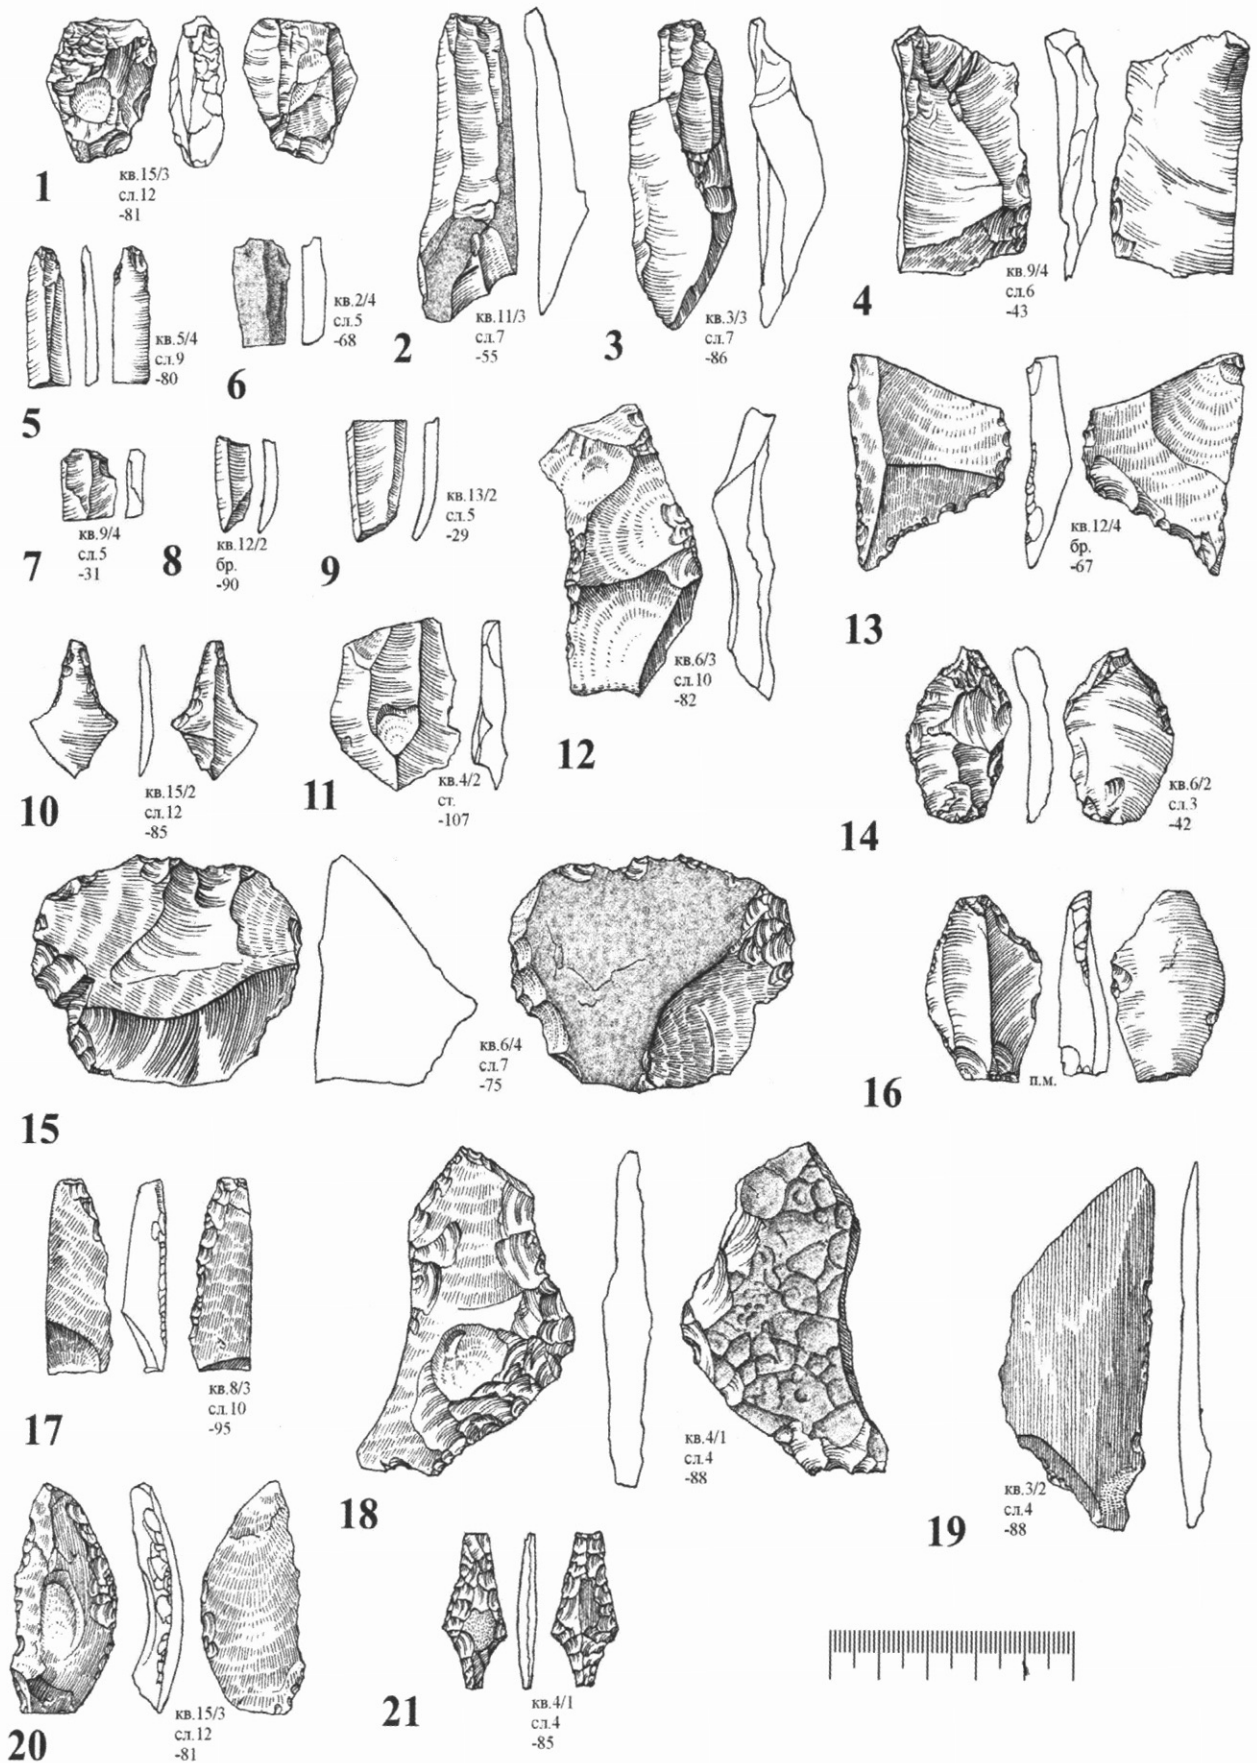 1
кв.15/3
сл.12
-81
2
кв.11/3
сл.7
-55
3
кв.3/3
сл.7
-86
4
кв.9/4
сл.6
-43
5
кв.5/4
сл.9
-80
6
кв.2/4
сл.5
-68
7
кв.9/4
сл.5
-31
8
кв.12/2
бр.
-90
9
кв.13/2
сл.5
-29
10
кв.15/2
сл.12
-85
11
кв.4/2
ст.
-107
12
кв.6/3
сл.10
-82
13
кв.12/4
бр.
-67
14
кв.6/2
сл.3
-42
15
кв.6/4
сл.7
-75
16
п.м.
17
кв.8/3
сл.10
-95
18
кв.4/1
сл.4
-88
19
кв.3/2
сл.4
-88
20
кв.15/3
сл.12
-81
21
кв.4/1
сл.4
-85